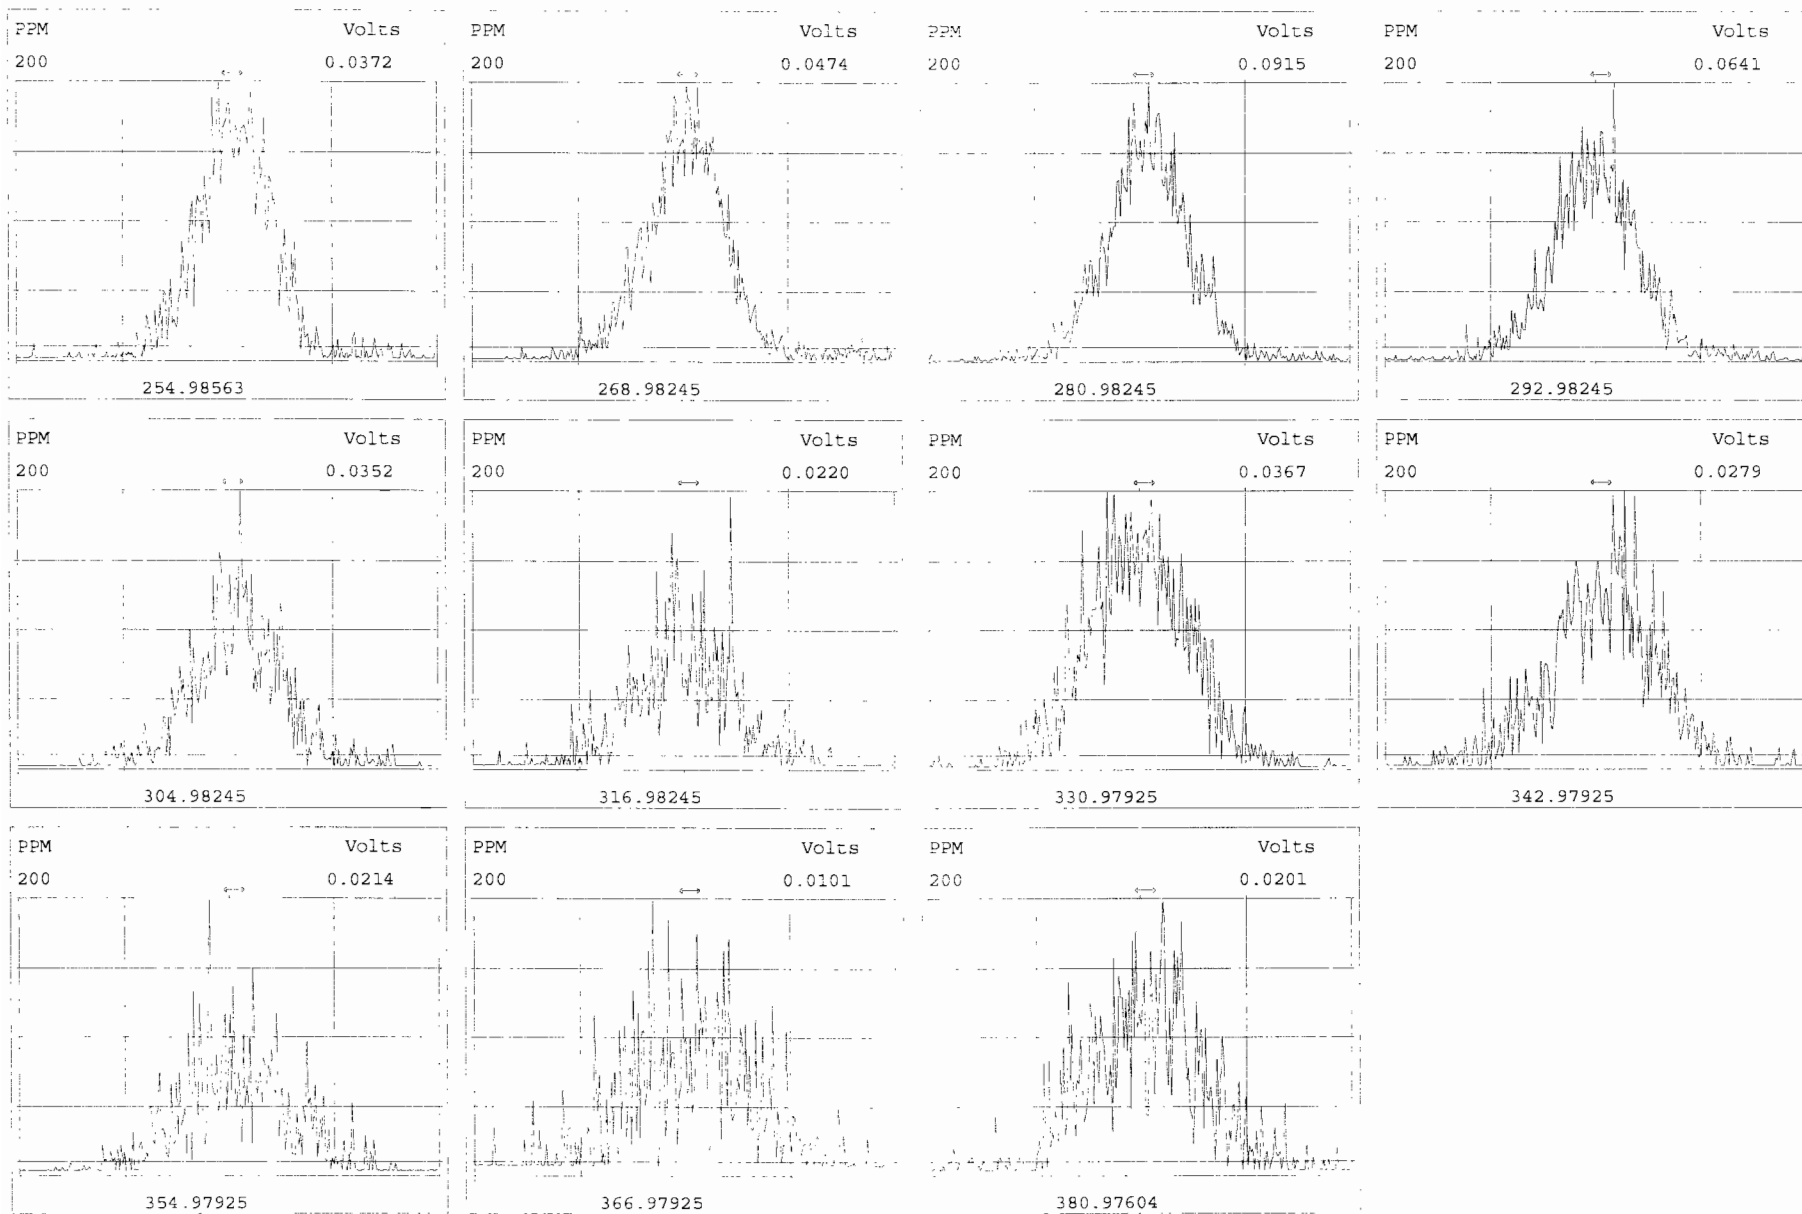 PPM Volts
200 0.0372
254.98563
PPM Volts
200 0.0474
268.98245
PPM Volts
200 0.0915
280.98245
PPM Volts
200 0.0641
292.98245
PPM Volts
200 0.0352
304.98245
PPM Volts
200 0.0220
316.98245
PPM Volts
200 0.0367
330.97925
PPM Volts
200 0.0279
342.97925
PPM Volts
200 0.0214
354.97925
PPM Volts
200 0.0101
366.97925
PPM Volts
200 0.0201
380.97604